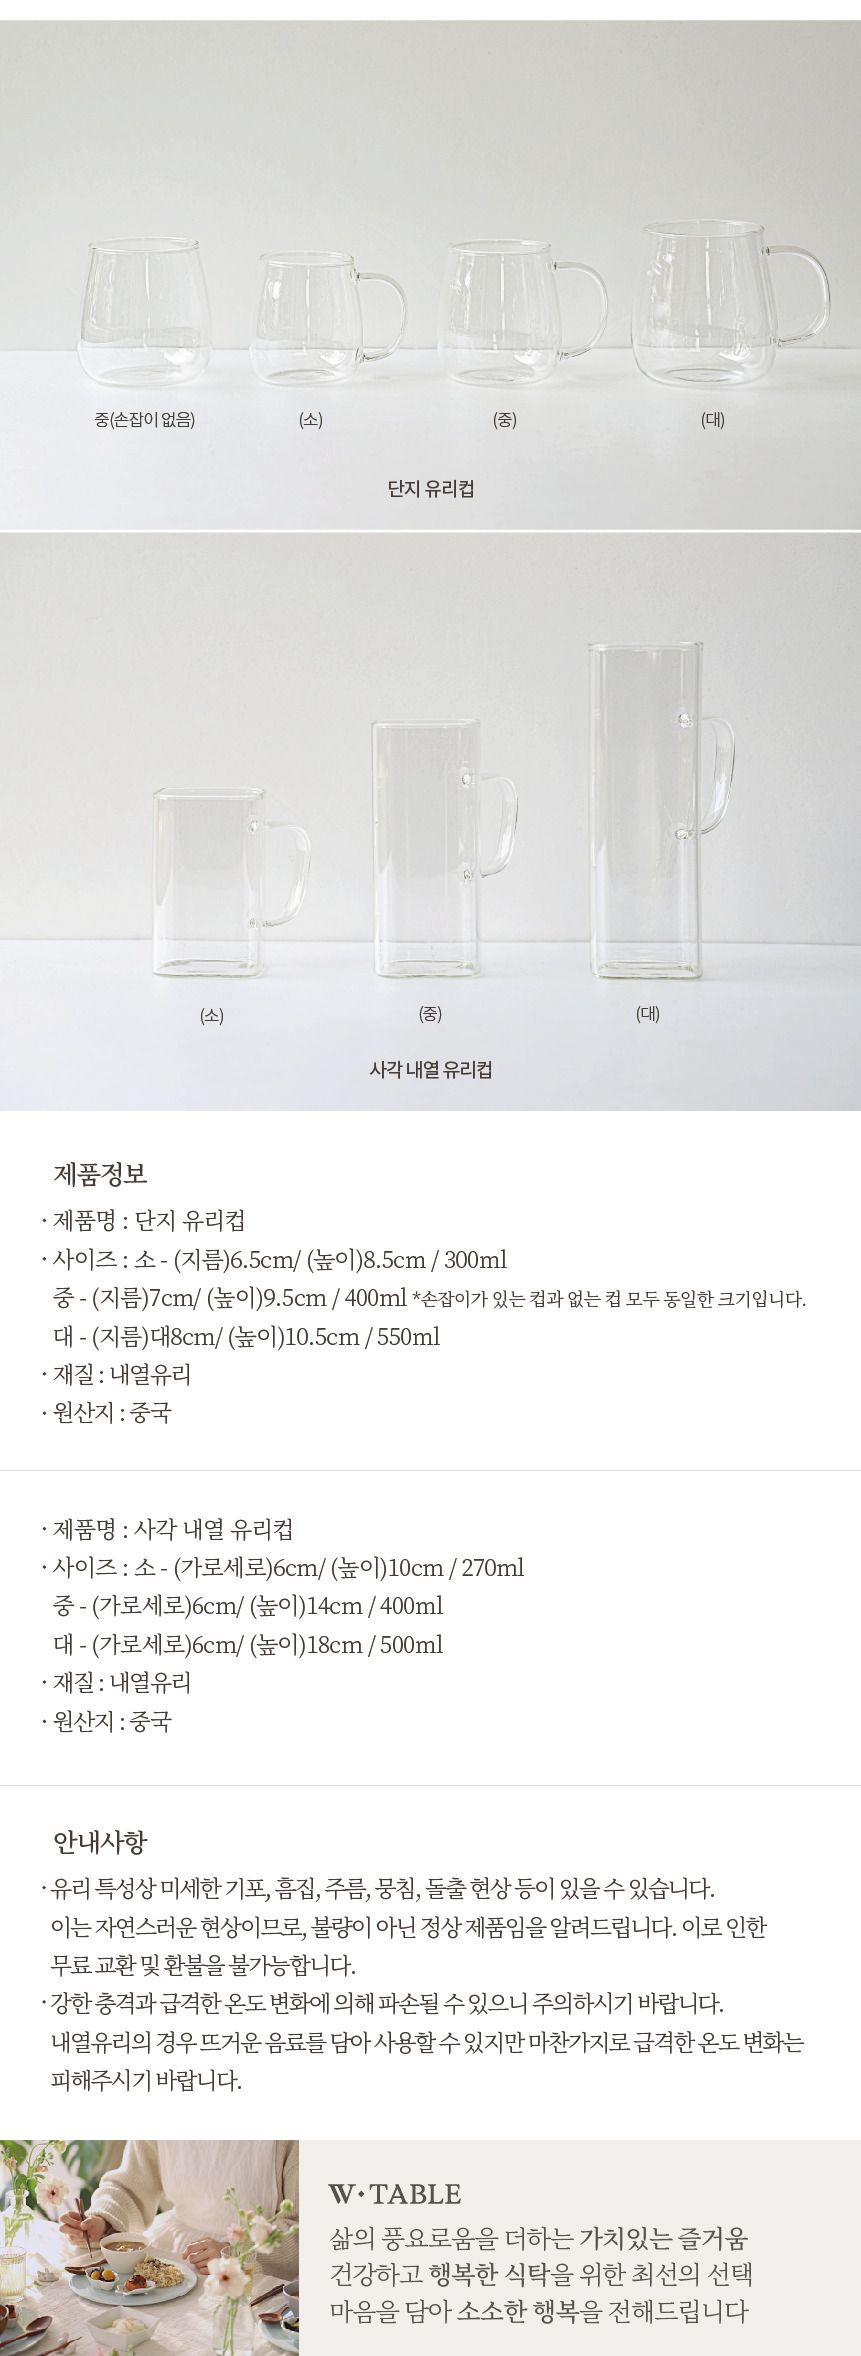 중(손잡이 없음)
(소)
(중)
(대)
단지 유리컵
(소)
(중)
(대)
사각 내열 유리컵
제품정보
· 제품명 : 단지 유리컵
· 사이즈 : 소 - (지름)6.5cm/ (높이)8.5cm / 300ml
중 - (지름)7cm/ (높이)9.5cm / 400ml *손잡이가 있는 컵과 없는 컵 모두 동일한 크기입니다.
대 - (지름)대8cm/ (높이)10.5cm / 550ml
· 재질 : 내열유리
· 원산지 : 중국
· 제품명 : 사각 내열 유리컵
· 사이즈 : 소 - (가로세로)6cm/ (높이)10cm / 270ml
중 - (가로세로)6cm/ (높이)14cm / 400ml
대 - (가로세로)6cm/ (높이)18cm / 500ml
· 재질 : 내열유리
· 원산지 : 중국
안내사항
· 유리 특성상 미세한 기포, 흠집, 주름, 뭉침, 돌출 현상 등이 있을 수 있습니다.
이는 자연스러운 현상이므로, 불량이 아닌 정상 제품임을 알려드립니다. 이로 인한
무료 교환 및 환불을 불가능합니다.
· 강한 충격과 급격한 온도 변화에 의해 파손될 수 있으니 주의하시기 바랍니다.
내열유리의 경우 뜨거운 음료를 담아 사용할 수 있지만 마찬가지로 급격한 온도 변화는
피해주시기 바랍니다.
W·TABLE
삶의 풍요로움을 더하는 가치있는 즐거움
건강하고 행복한 식탁을 위한 최선의 선택
마음을 담아 소소한 행복을 전해드립니다